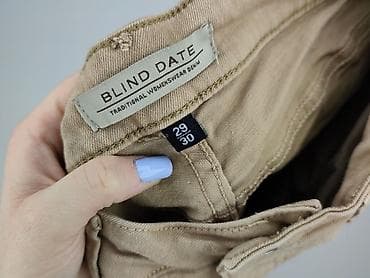 BLIND DATE
TRADITIONAL WOMENSWEAR DENIM
29
30